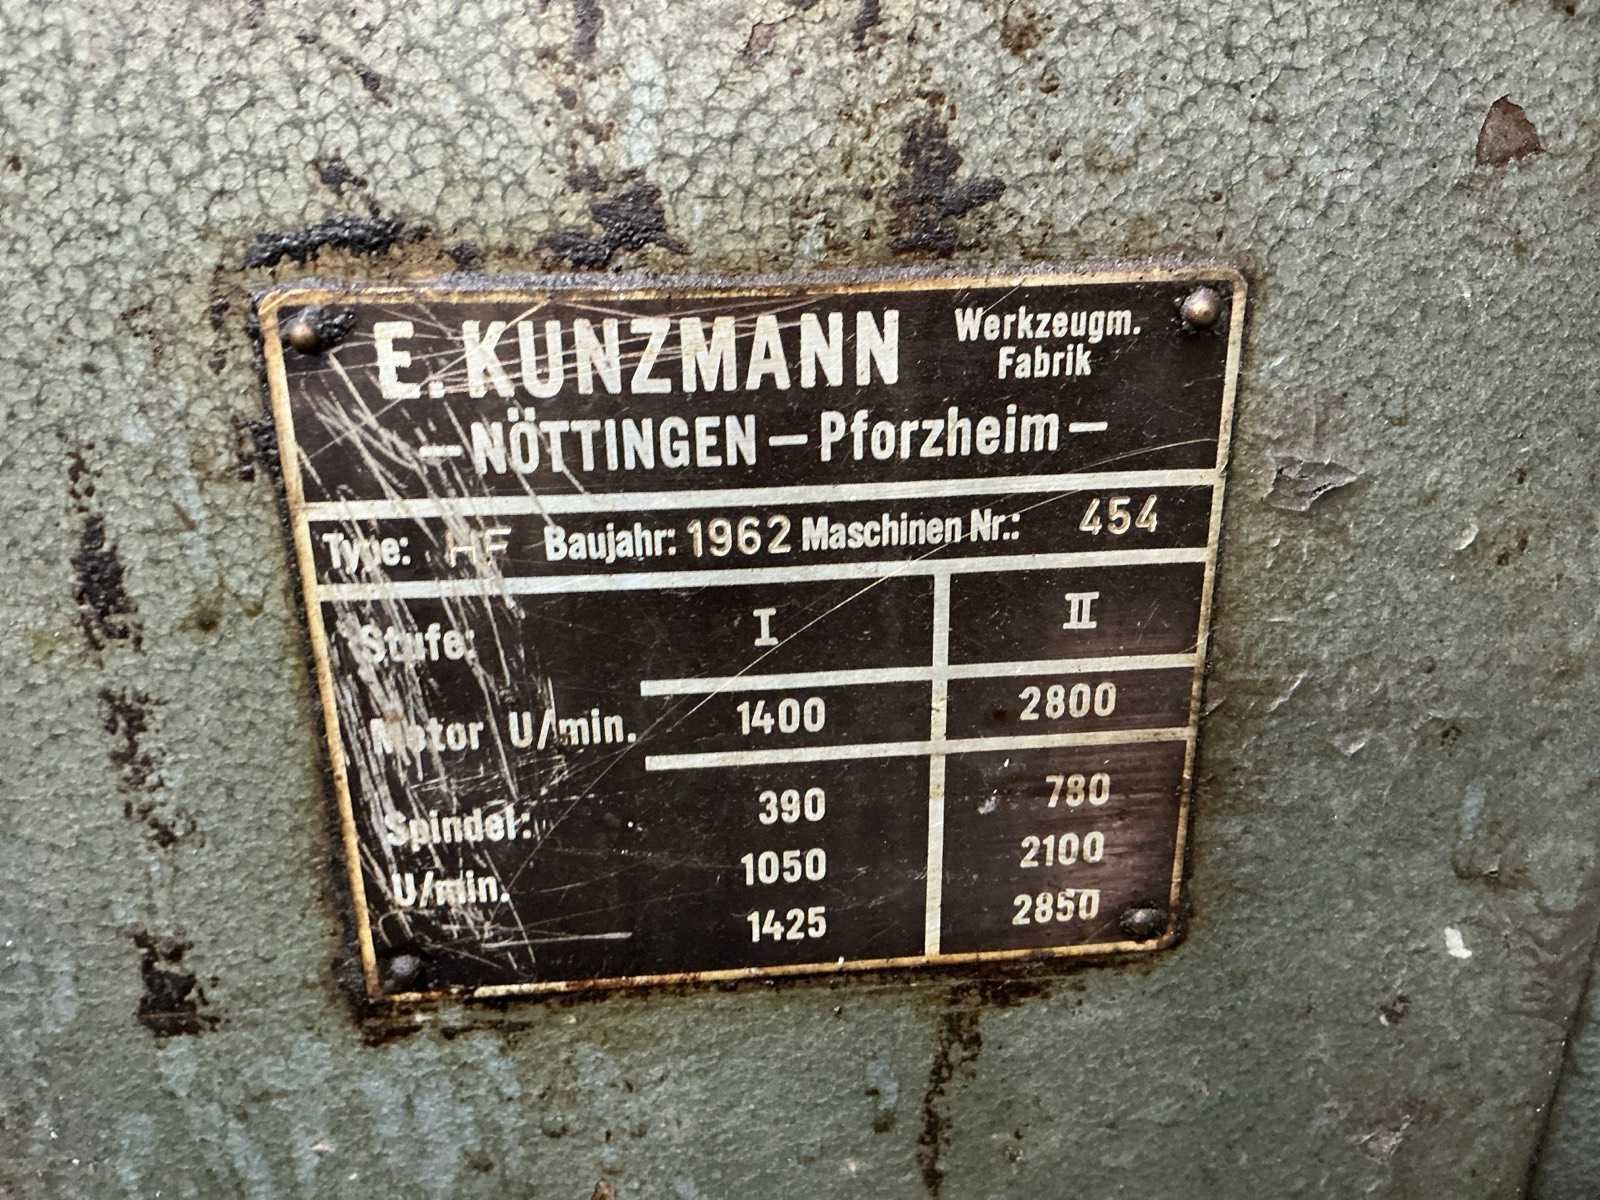 E. KUNZMANN Werkzeugm. Fabrik
— NÖTTINGEN — Pforzheim —
Type: HF Baujahr: 1962 Maschinen Nr.: 454
Stufe: I II
Motor U/min. 1400 2800
Spindel: 390 780
U/min. 1050 2100
1425 2850